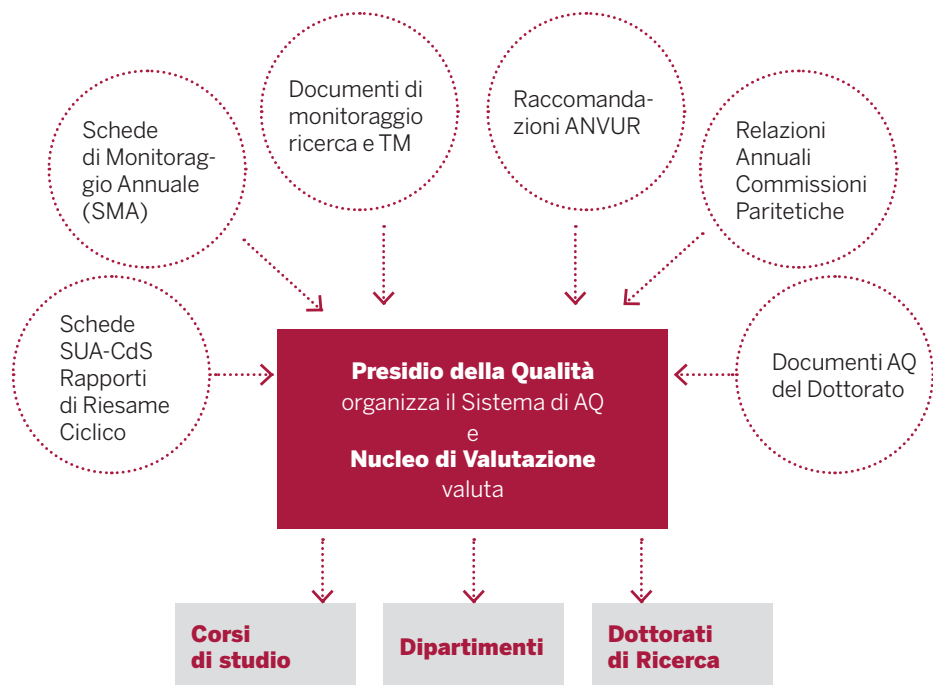 Schede
di Monitorag-
gio Annuale
(SMA)
Documenti di
monitoraggio
ricerca e TM
Raccomanda-
zioni ANVUR
Relazioni
Annuali
Commissioni
Paritetiche
Schede
SUA-CdS
Rapporti
di Riesame
Ciclico
Presidio della Qualità
organizza il Sistema di AQ
e
Nucleo di Valutazione
valuta
Documenti AQ
del Dottorato
Corsi
di studio
Dipartimenti
Dottorati
di Ricerca